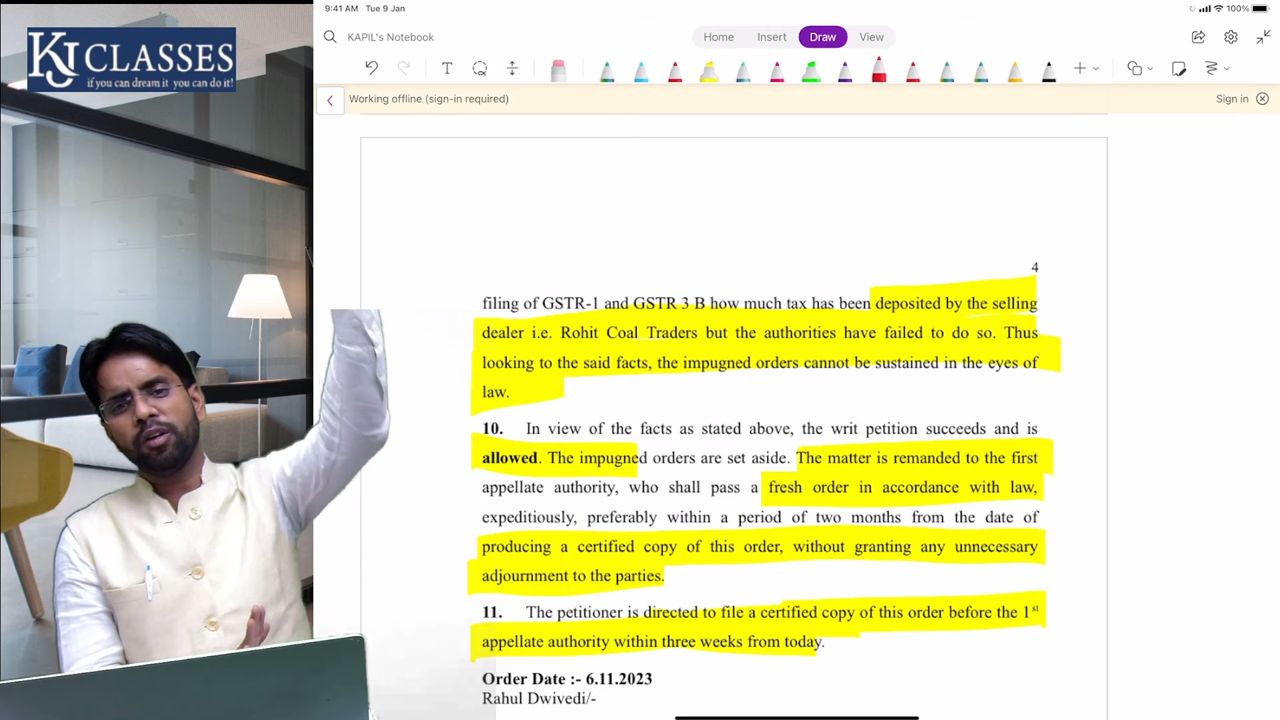 KJ CLASSES
if you can dream it you can do it!
9:41 AM Tue 9 Jan
100%
KAPIL's Notebook
Home Insert Draw View
T
Working offline (sign-in required)
Sign in
4
filing of GSTR-1 and GSTR 3 B how much tax has been deposited by the selling
dealer i.e. Rohit Coal Traders but the authorities have failed to do so. Thus
looking to the said facts, the impugned orders cannot be sustained in the eyes of
law.
10. In view of the facts as stated above, the writ petition succeeds and is
allowed. The impugned orders are set aside. The matter is remanded to the first
appellate authority, who shall pass a fresh order in accordance with law,
expeditiously, preferably within a period of two months from the date of
producing a certified copy of this order, without granting any unnecessary
adjournment to the parties.
11. The petitioner is directed to file a certified copy of this order before the 1st
appellate authority within three weeks from today.
Order Date :- 6.11.2023
Rahul Dwivedi/-